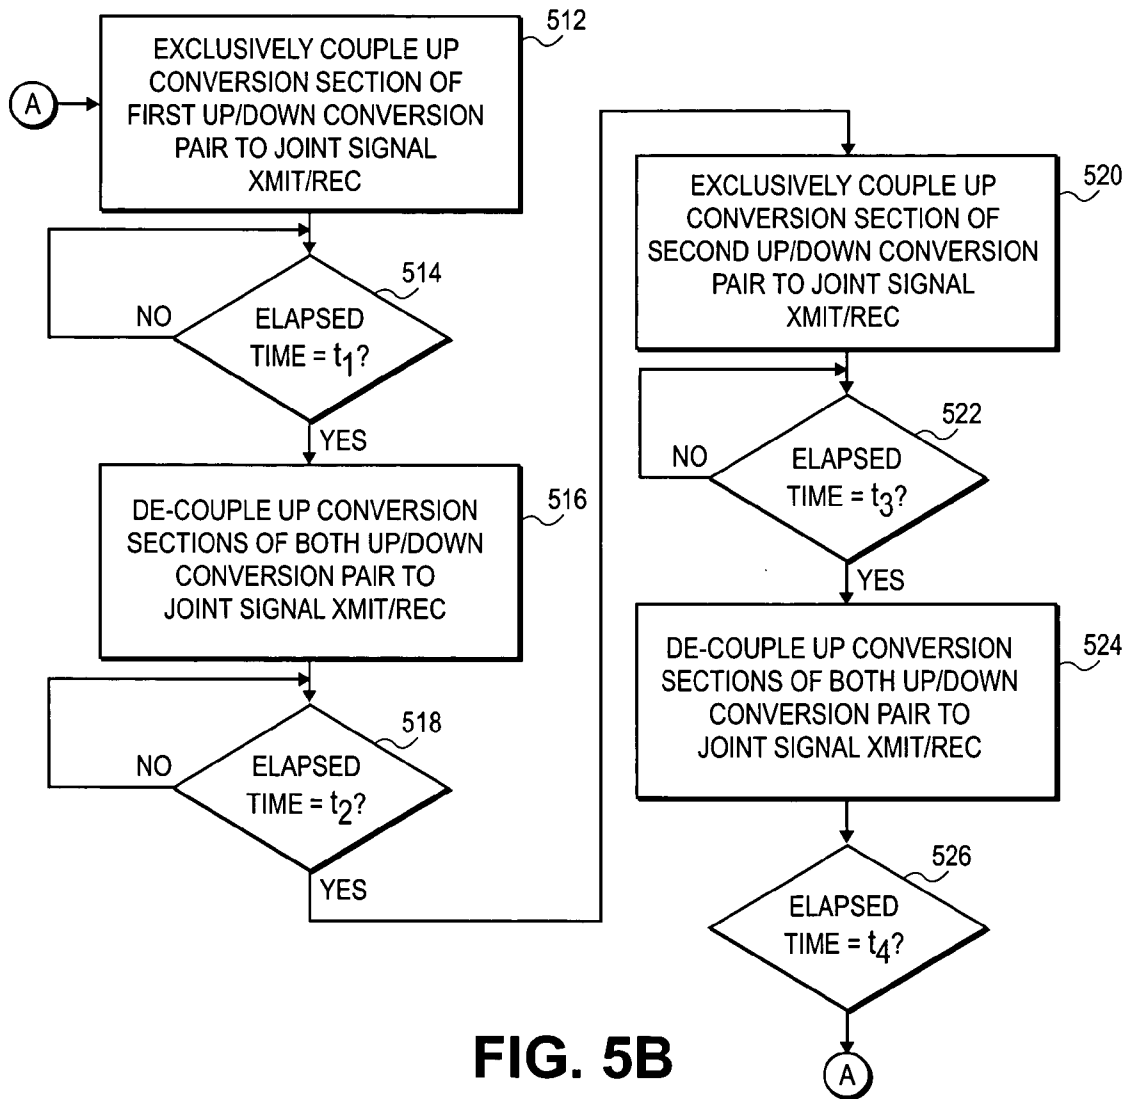 512
EXCLUSIVELY COUPLE UP
CONVERSION SECTION OF
FIRST UP/DOWN CONVERSION
PAIR TO JOINT SIGNAL
XMIT/REC
A
514
NO
ELAPSED
TIME = t1?
YES
516
DE-COUPLE UP CONVERSION
SECTIONS OF BOTH UP/DOWN
CONVERSION PAIR TO
JOINT SIGNAL XMIT/REC
518
NO
ELAPSED
TIME = t2?
YES
520
EXCLUSIVELY COUPLE UP
CONVERSION SECTION OF
SECOND UP/DOWN CONVERSION
PAIR TO JOINT SIGNAL
XMIT/REC
522
NO
ELAPSED
TIME = t3?
YES
524
DE-COUPLE UP CONVERSION
SECTIONS OF BOTH UP/DOWN
CONVERSION PAIR TO
JOINT SIGNAL XMIT/REC
526
ELAPSED
TIME = t4?
A
FIG. 5B